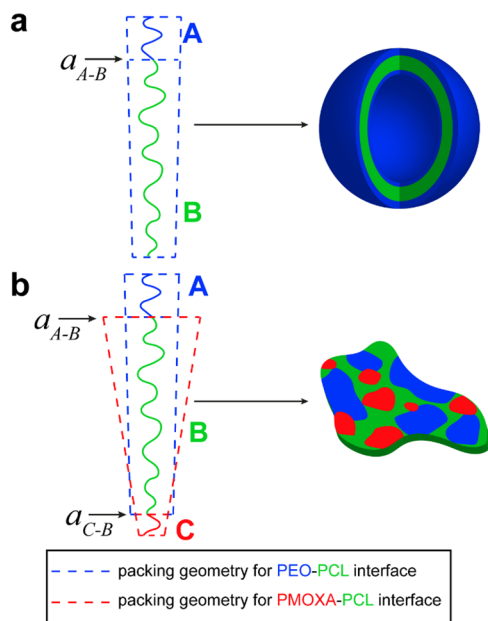 a
A
a A-B
B
b
A
a A-B
B
a C-B
C
packing geometry for PEO-PCL interface
packing geometry for PMOXA-PCL interface